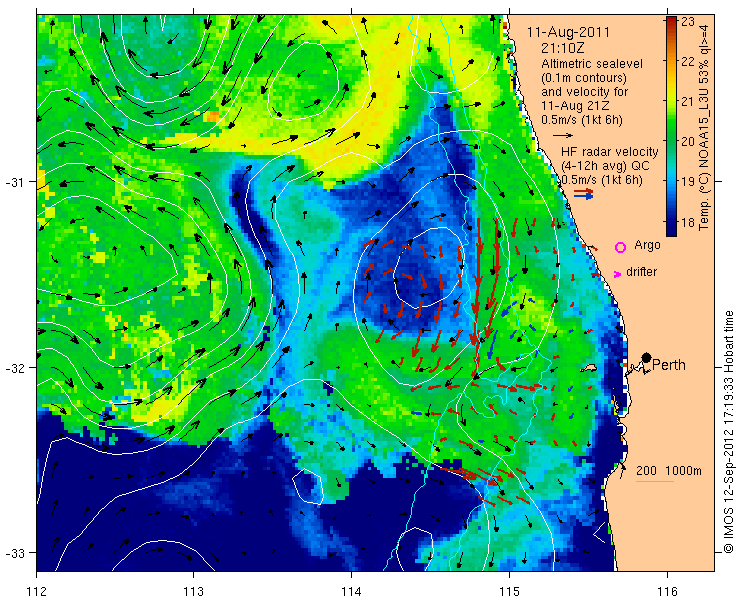 11-Aug-2011
21:10Z
Altimetric sealevel
(0.1m contours)
and velocity for
11-Aug 21Z
0.5m/s (1kt 6h)
HF radar velocity
(4-12h avg) QC
0.5m/s (1kt 6h)
Argo
drifter
Perth
200 1000m
23
22
21
20
19
18
Temp. (°C) NOAA15_L3U 53% ql>=4
© IMOS 12-Sep-2012 17:19:33 Hobart time
-31
-32
-33
112
113
114
115
116